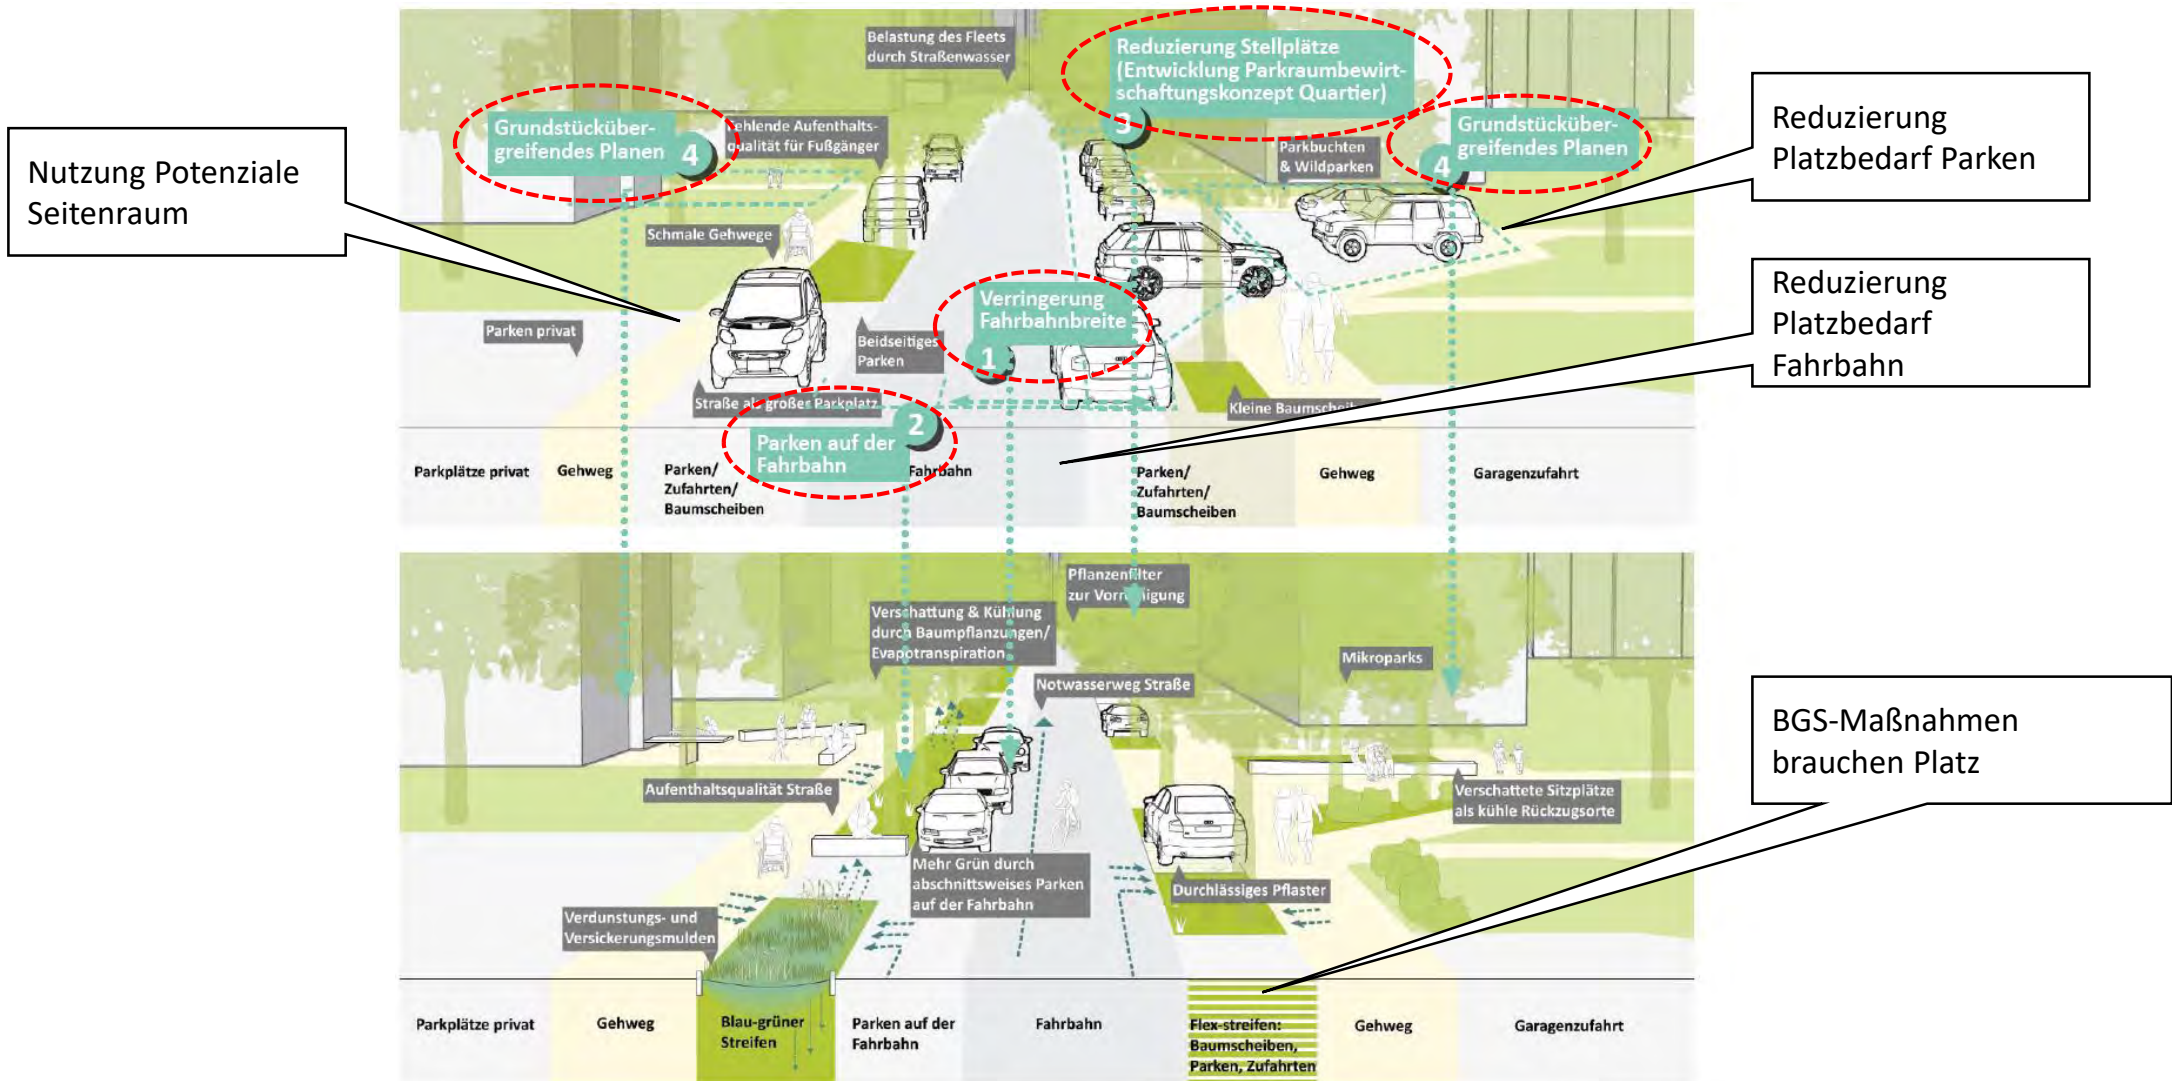 Belastung des Fleets
durch Straßenwasser
Reduzierung Stellplätze
(Entwicklung Parkraumbewirt-
schaftungskonzept Quartier)
3
Grundstücküber-
greifendes Planen
4
Fehlende Aufenthalts-
qualität für Fußgänger
Parkbuchten
& Wildparken
Grundstücküber-
greifendes Planen
4
Reduzierung
Platzbedarf Parken
Nutzung Potenziale
Seitenraum
Schmale Gehwege
Reduzierung
Platzbedarf
Fahrbahn
Parken privat
Beidseitiges
Parken
Verringerung
Fahrbahnbreite
1
Straße als großes Parkplatz
Kleine
2
Parken auf der
Fahrbahn
Parkplätze privat
Gehweg
Parken/
Zufahrten/
Baumscheiben
Fahrbahn
Parken/
Zufahrten/
Baumscheiben
Gehweg
Garagenzufahrt
Pflanzenfilter
zur Vorreinigung
Verschattung & Kühlung
durch Baumpflanzungen/
Evapotranspiration
Notwasserweg Straße
Mikroparks
BGS-Maßnahmen
brauchen Platz
Aufenthaltsqualität Straße
Verschattete Sitzplätze
als kühle Rückzugsorte
Mehr Grün durch
abschnittsweises Parken
auf der Fahrbahn
Durchlässiges Pflaster
Verdunstungs- und
Versickerungsmulden
Parkplätze privat
Gehweg
Blau-grüner
Streifen
Parken auf der
Fahrbahn
Fahrbahn
Flex-streifen:
Baumscheiben,
Parken, Zufahrten
Gehweg
Garagenzufahrt